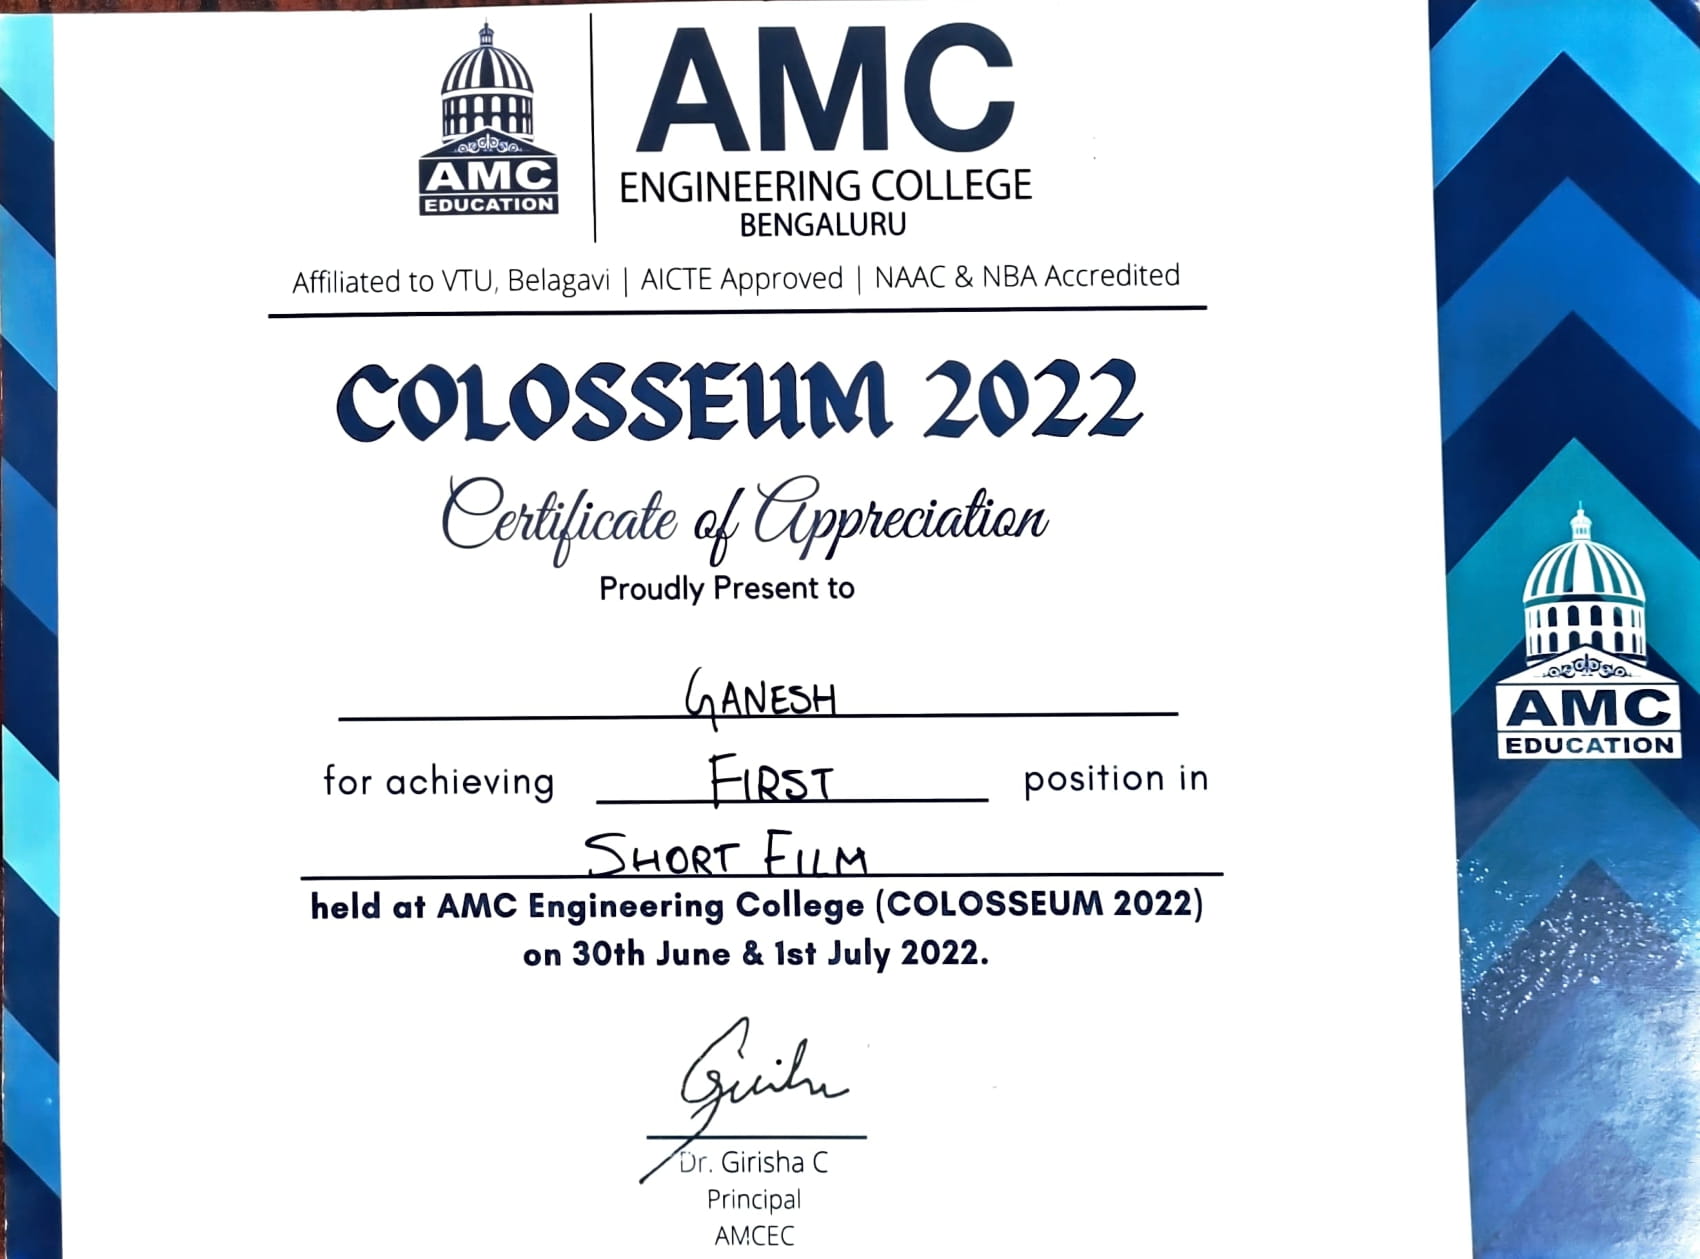 AMC
EDUCATION
AMC
ENGINEERING COLLEGE
BENGALURU
Affiliated to VTU, Belagavi | AICTE Approved | NAAC & NBA Accredited
COLOSSEUM 2022
Certificate of Appreciation
Proudly Present to
GANESH
for achieving FIRST position in
SHORT FILM
held at AMC Engineering College (COLOSSEUM 2022)
on 30th June & 1st July 2022.
Dr. Girisha C
Principal
AMCEC
AMC
EDUCATION